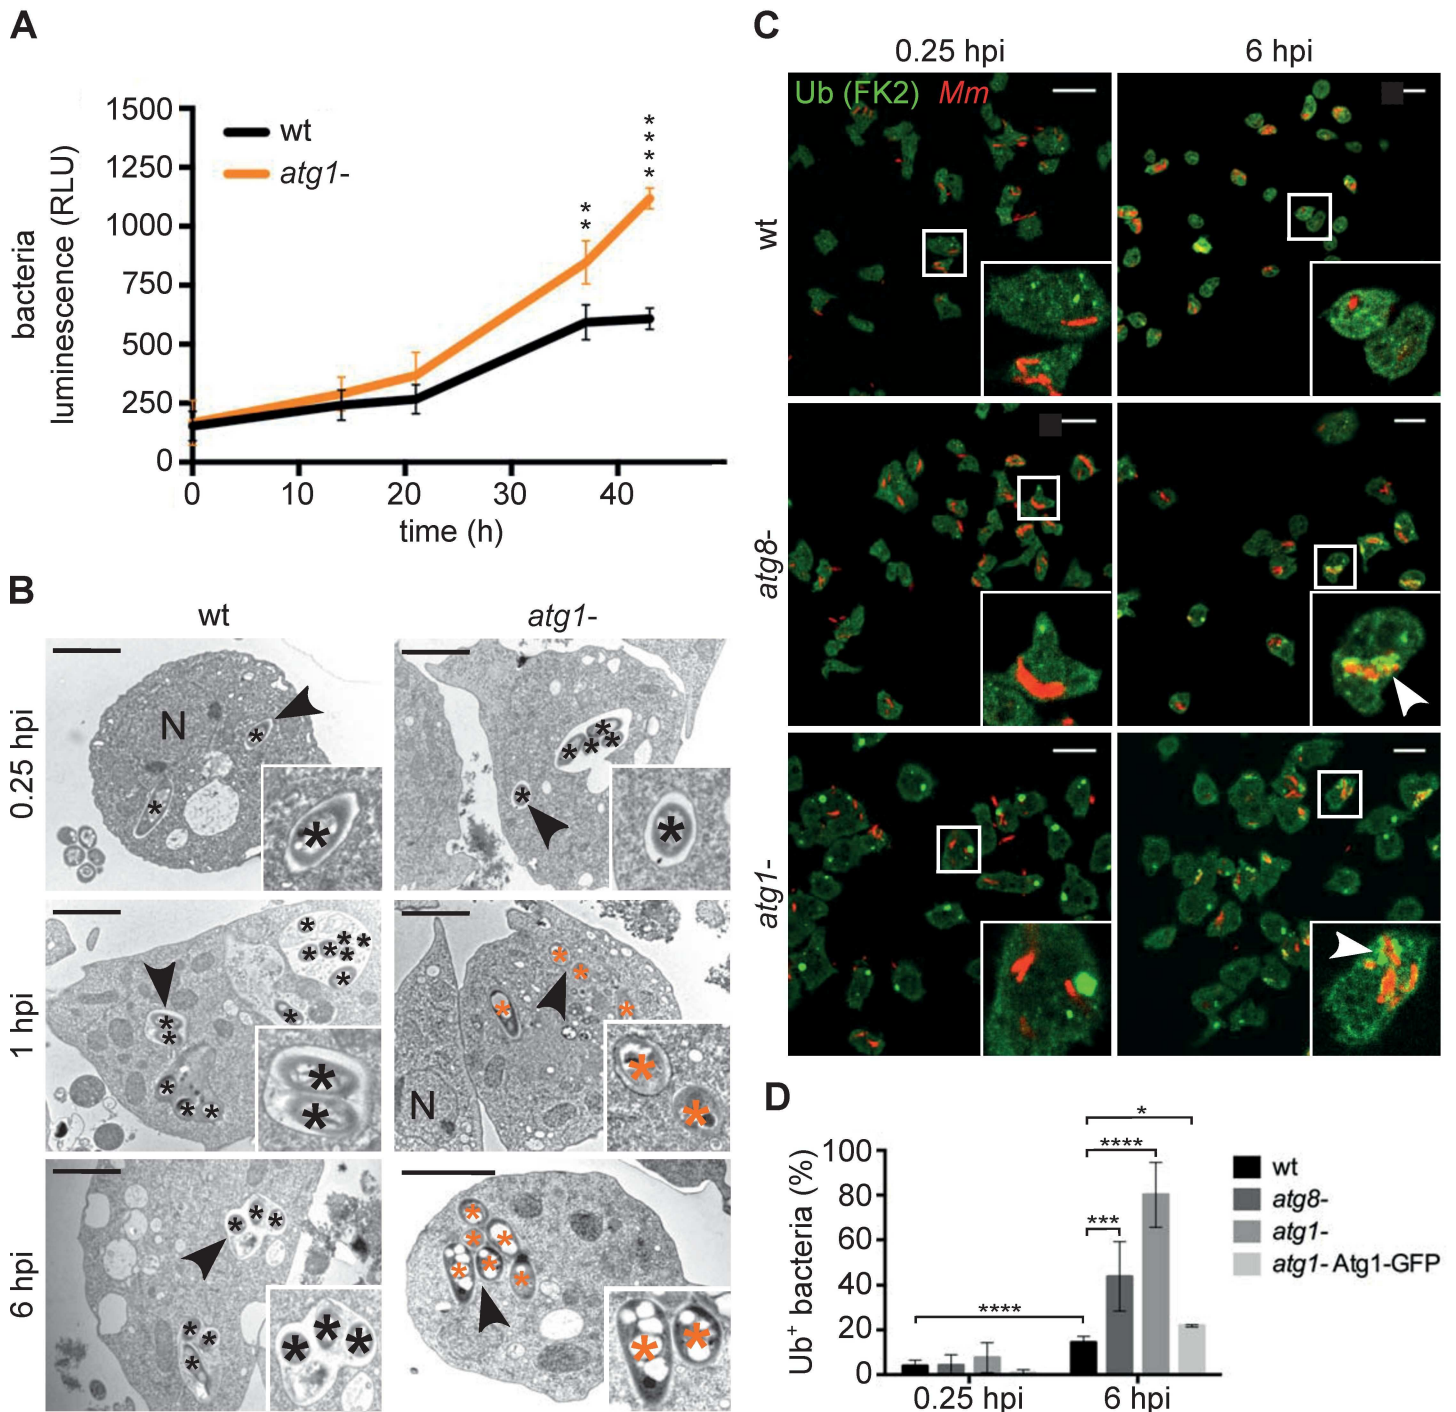 A
1500
1250
1000
750
500
250
0
bacteria
luminescence (RLU)
wt
atg1-
**
****
0 10 20 30 40
time (h)
B
wt atg1-
0.25 hpi
N
1 hpi
N
6 hpi
C
0.25 hpi 6 hpi
wt
Ub (FK2) Mm
atg8-
atg1-
D
Ub+ bacteria (%)
100
80
60
40
20
0
****
***
****
*
wt
atg8-
atg1-
atg1- Atg1-GFP
0.25 hpi 6 hpi